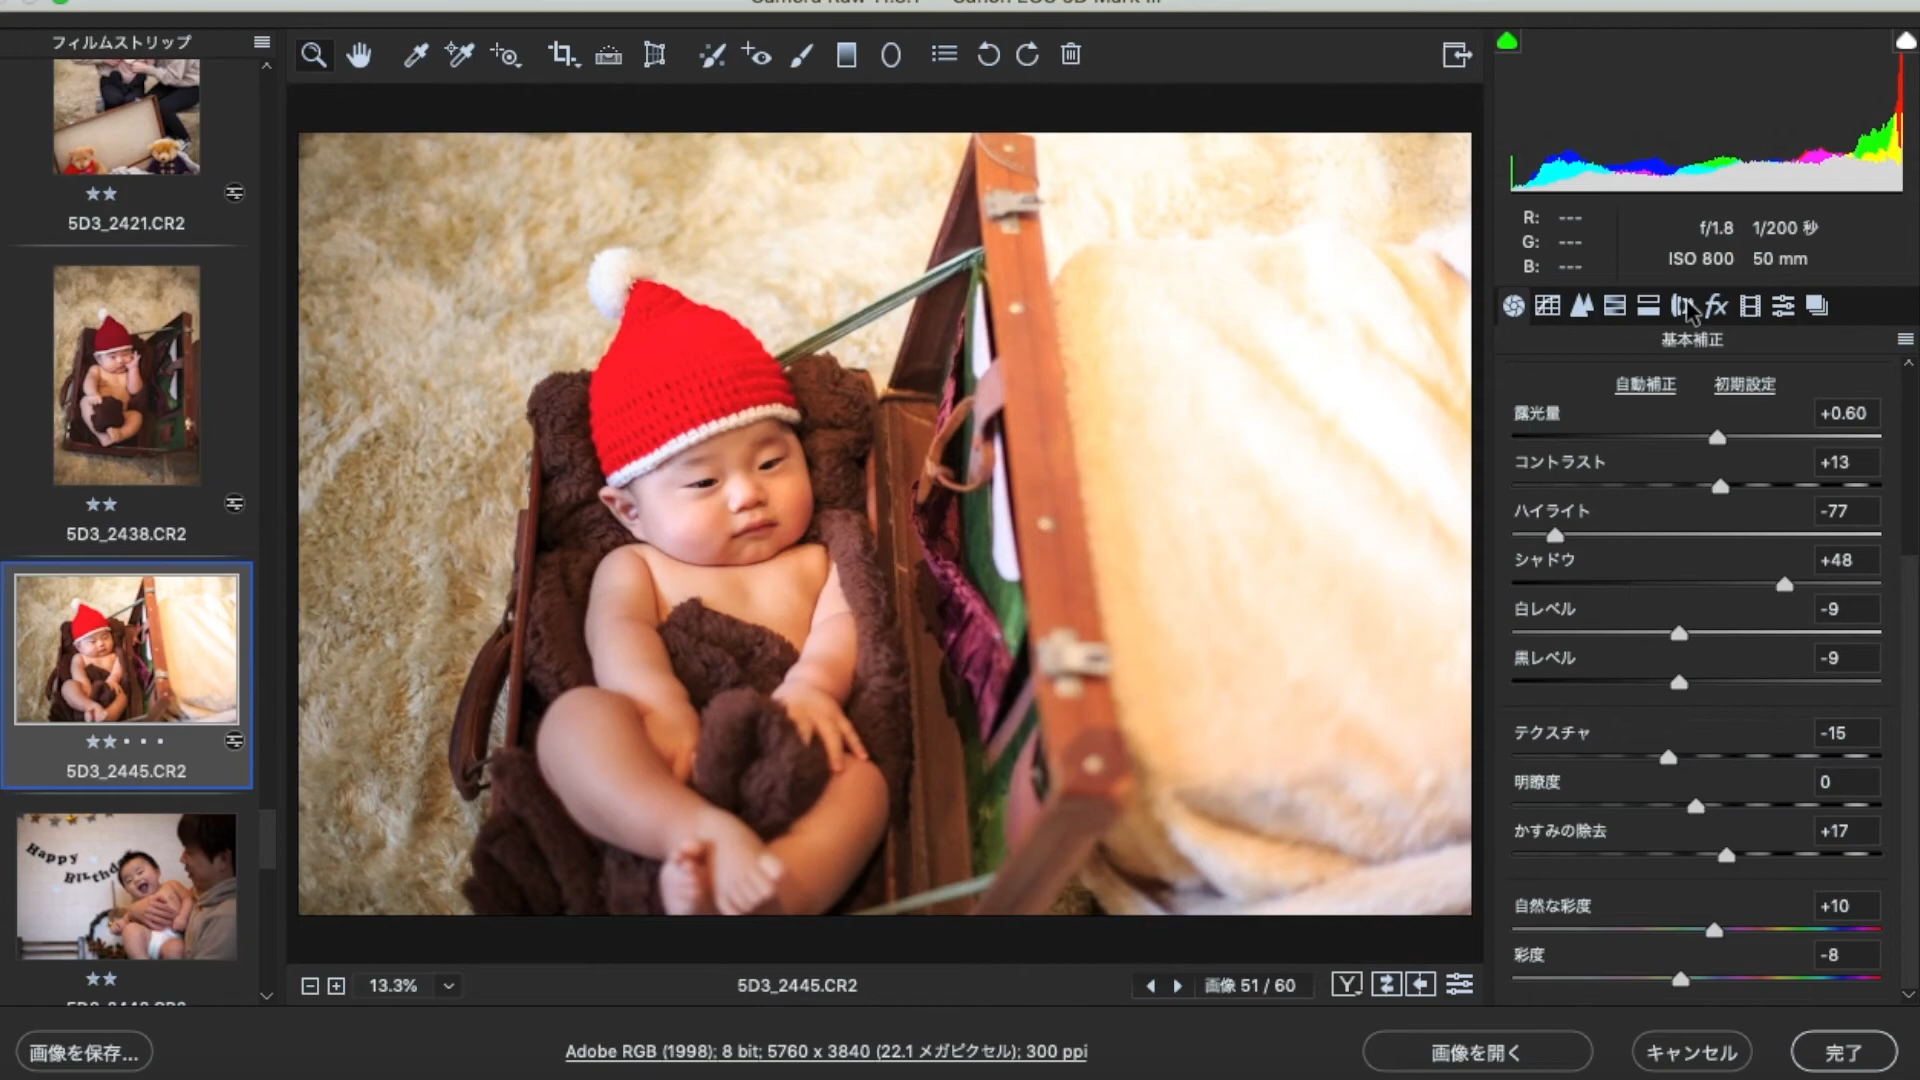 フィルムストリップ
5D3_2421.CR2
5D3_2438.CR2
5D3_2445.CR2
Happy
Birthd
R: ---
G: ---
B: ---
f/1.8 1/200 秒
ISO 800 50 mm
fx
基本補正
自動補正 初期設定
露光量 +0.60
コントラスト +13
ハイライト -77
シャドウ +48
白レベル -9
黒レベル -9
テクスチャ -15
明瞭度 0
かすみの除去 +17
自然な彩度 +10
彩度 -8
13.3%
5D3_2445.CR2
画像 51 / 60
Y
画像を保存...
Adobe RGB (1998); 8 bit; 5760 x 3840 (22.1 メガピクセル); 300 ppi
画像を開く
キャンセル
完了